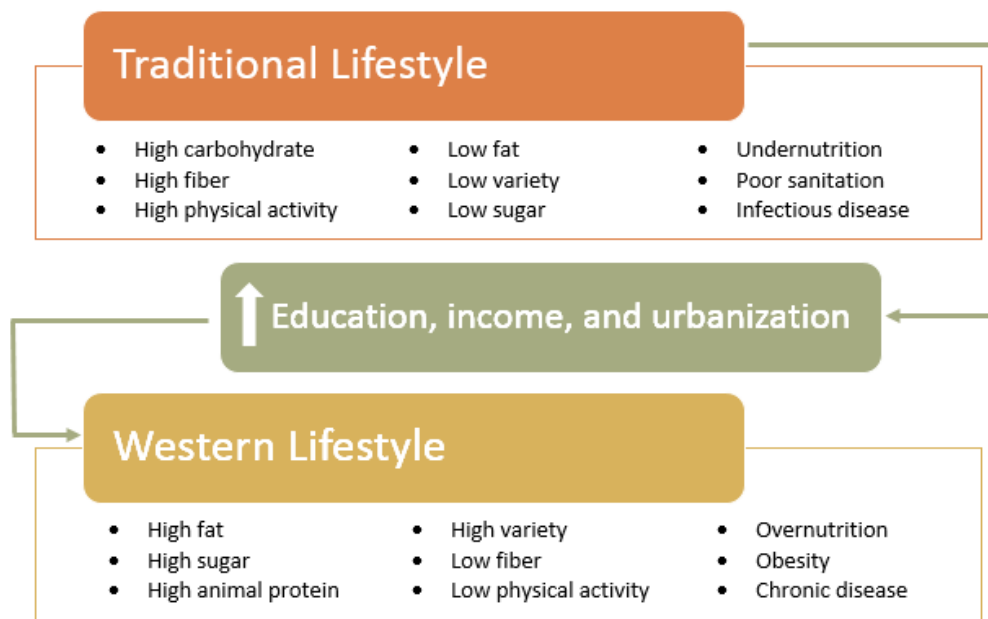 Traditional Lifestyle
• High carbohydrate
• High fiber
• High physical activity
• Low fat
• Low variety
• Low sugar
• Undernutrition
• Poor sanitation
• Infectious disease
Education, income, and urbanization
Western Lifestyle
• High fat
• High sugar
• High animal protein
• High variety
• Low fiber
• Low physical activity
• Overnutrition
• Obesity
• Chronic disease